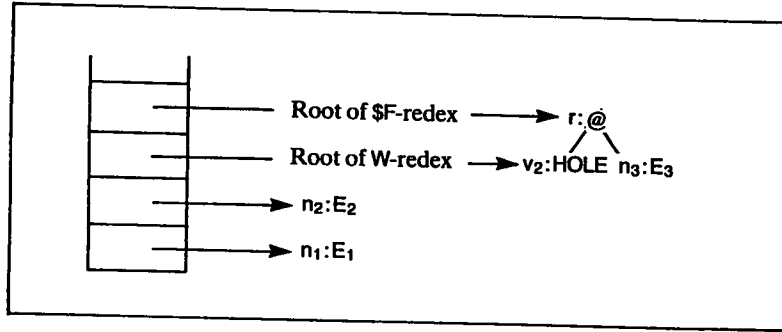 Root of $F-redex r:@
Root of W-redex v₂:HOLE n₃:E₃
n₂:E₂
n₁:E₁